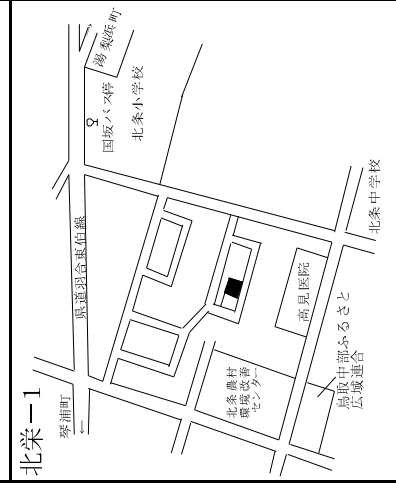 北栄－1
琴浦町
←
県道羽合東伯線
湯梨浜町
国坂バス停
北条小学校
北条農村
環境改善
センター
高見医院
鳥取中部ふるさと
広域連合
北条中学校